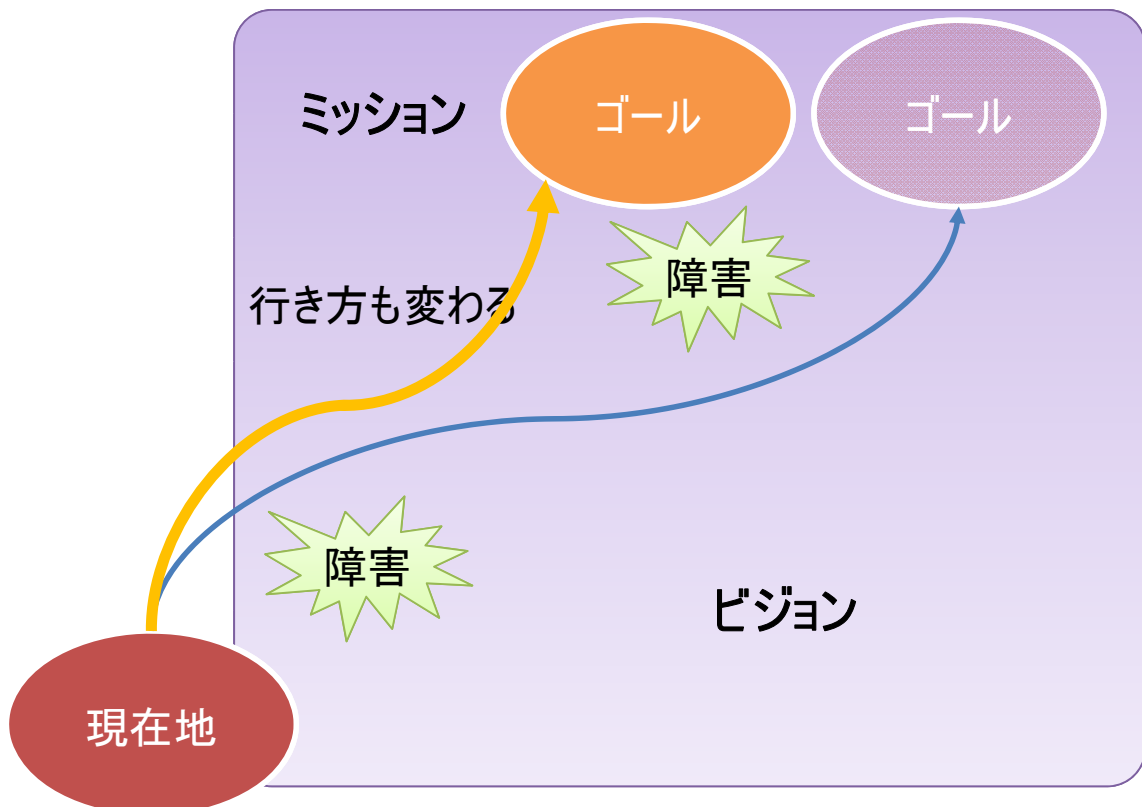 ミッション
ゴール
ゴール
障害
行き方も変わる
障害
ビジョン
現在地